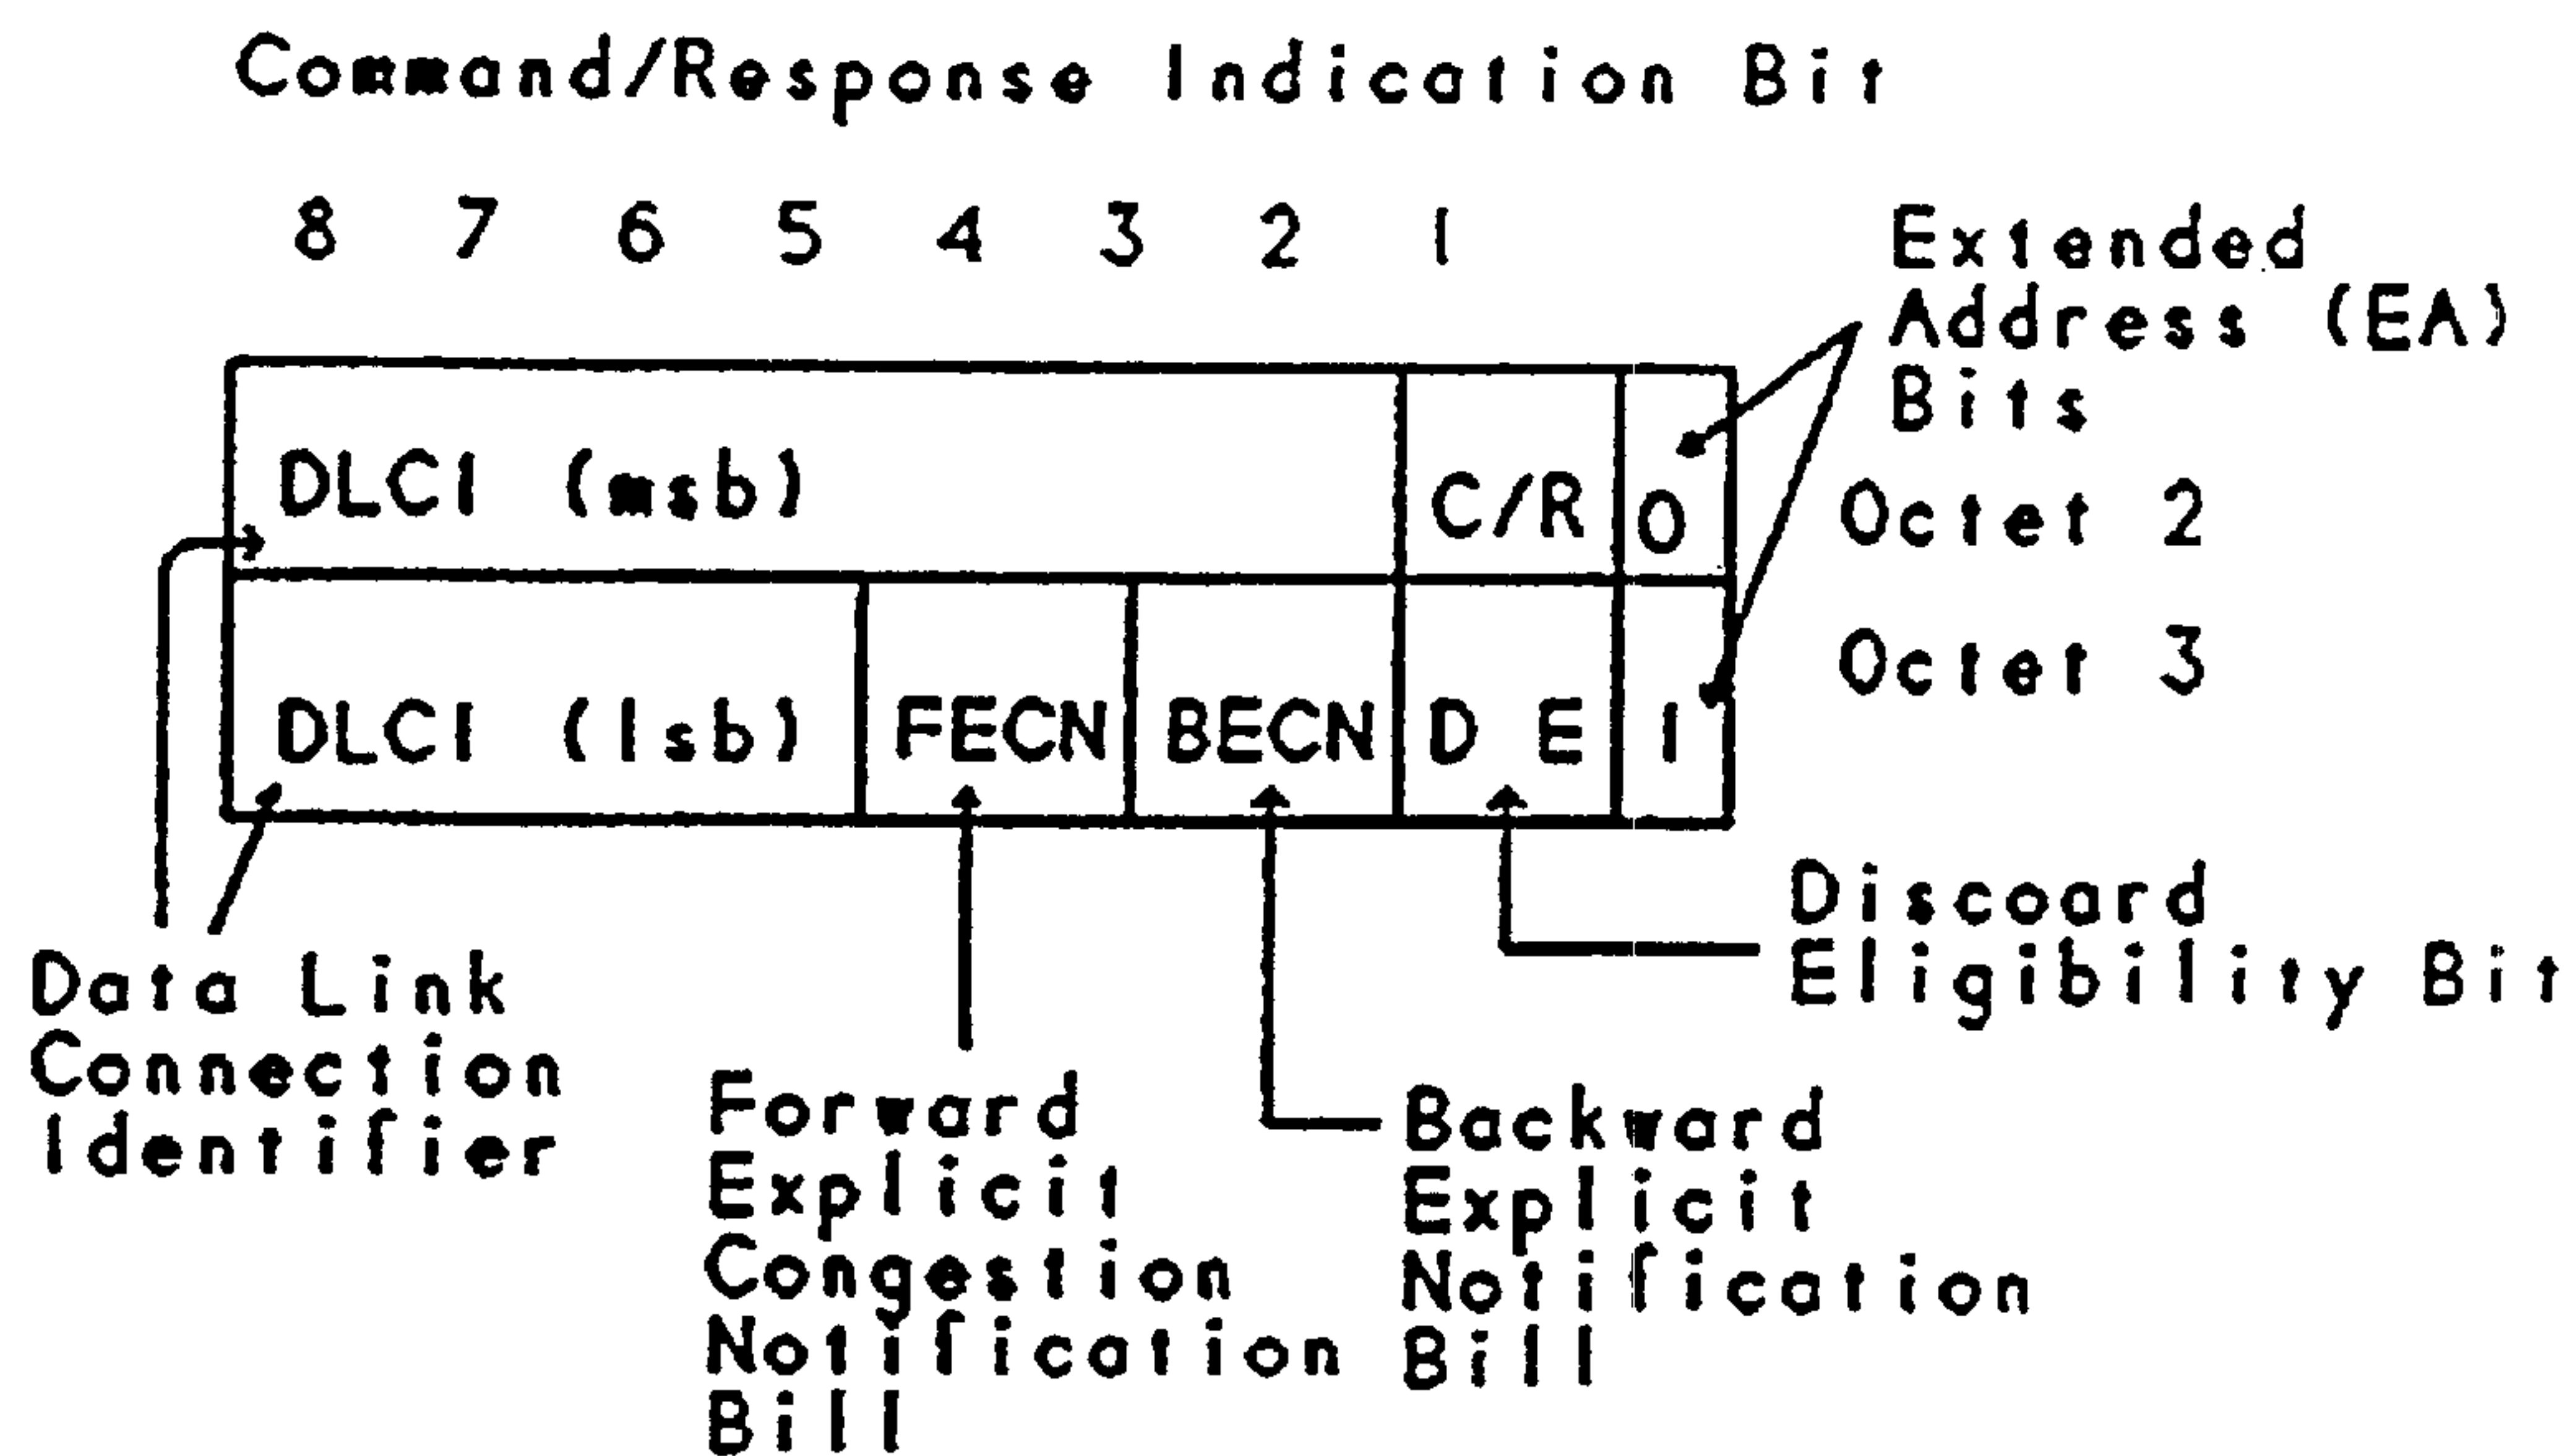 Command/Response Indication Bit
8 7 6 5 4 3 2 1
Extended
Address (EA)
Bits
DLCI (msb) C/R 0
Octet 2
DLCI (lsb) FECN BECN D E 1
Octet 3
Data Link
Connection
Identifier
Forward
Explicit
Congestion
Notification
Bill
Backward
Explicit
Notification
Bill
Discoard
Eligibility Bit